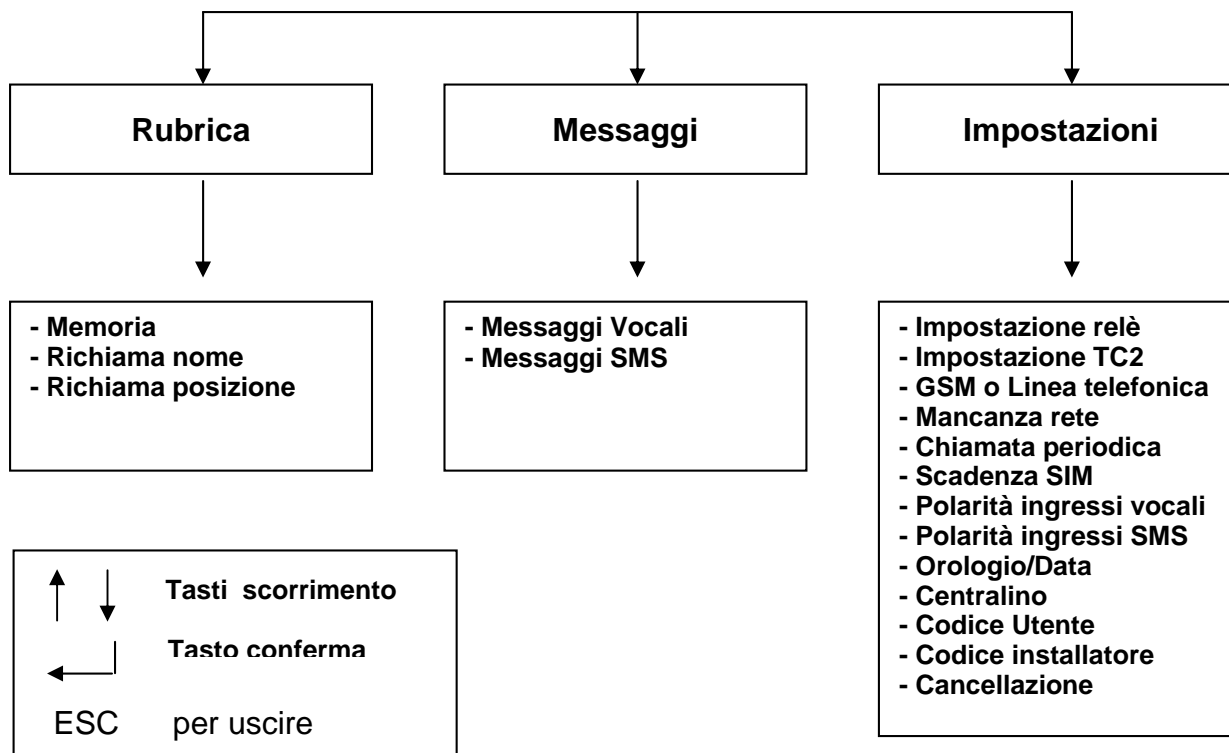 Rubrica
Messaggi
Impostazioni
- Memoria
- Richiama nome
- Richiama posizione
- Messaggi Vocali
- Messaggi SMS
- Impostazione relè
- Impostazione TC2
- GSM o Linea telefonica
- Mancanza rete
- Chiamata periodica
- Scadenza SIM
- Polarità ingressi vocali
- Polarità ingressi SMS
- Orologio/Data
- Centralino
- Codice Utente
- Codice installatore
- Cancellazione
Tasti scorrimento
Tasto conferma
ESC per uscire